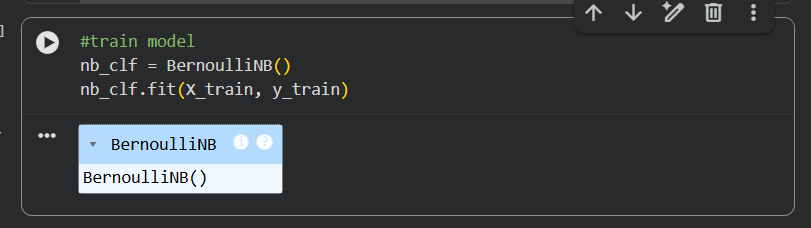 #train model
nb_clf = BernoulliNB()
nb_clf.fit(X_train, y_train)
BernoulliNB i ?
BernoulliNB()